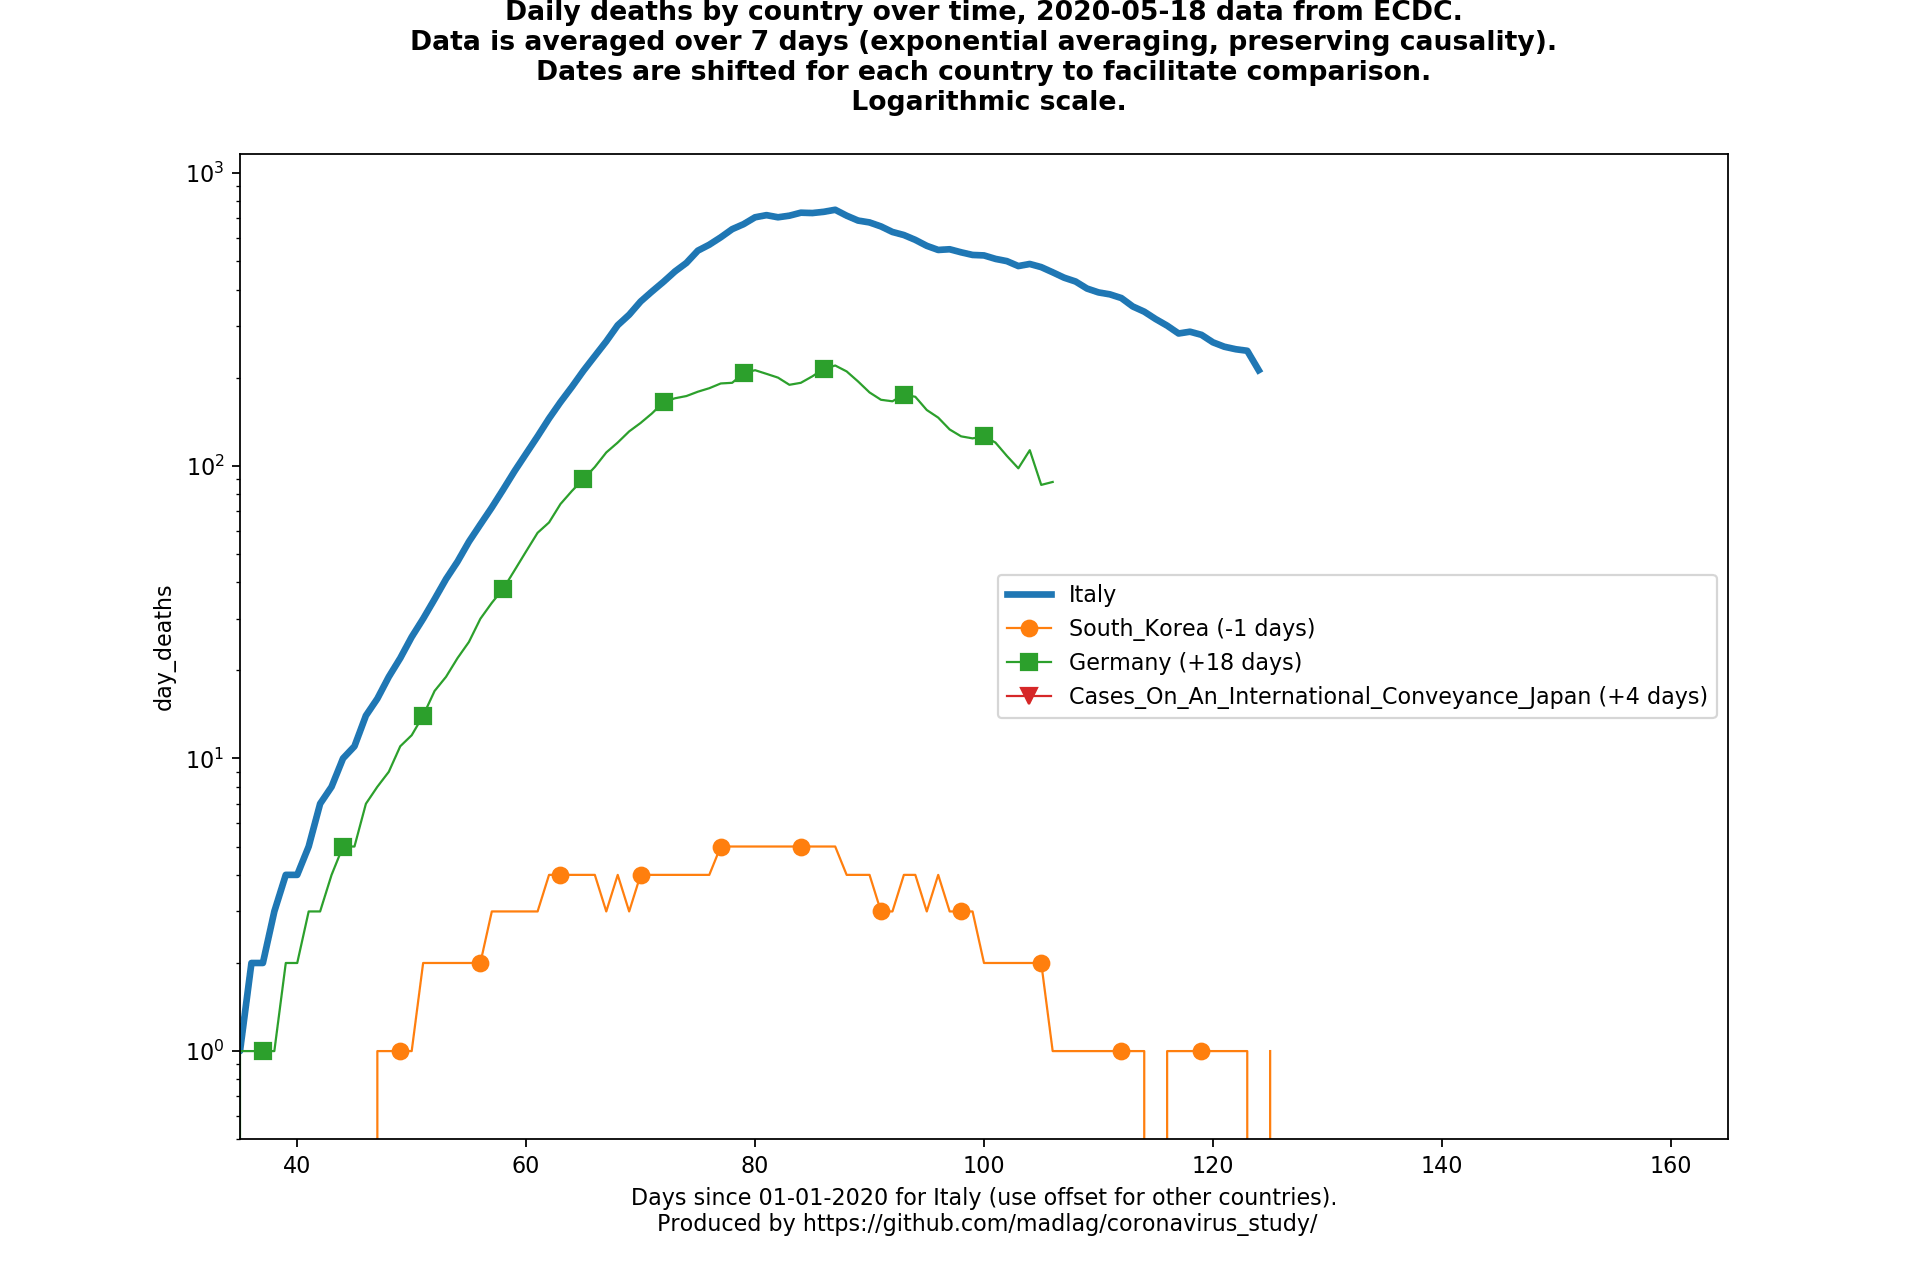 Daily deaths by country over time, 2020-05-18 data from ECDC.
Data is averaged over 7 days (exponential averaging, preserving causality).
Dates are shifted for each country to facilitate comparison.
Logarithmic scale.
10³
10²
10¹
10⁰
day_deaths
Italy
South_Korea (-1 days)
Germany (+18 days)
Cases_On_An_International_Conveyance_Japan (+4 days)
40 60 80 100 120 140 160
Days since 01-01-2020 for Italy (use offset for other countries).
Produced by https://github.com/madlag/coronavirus_study/